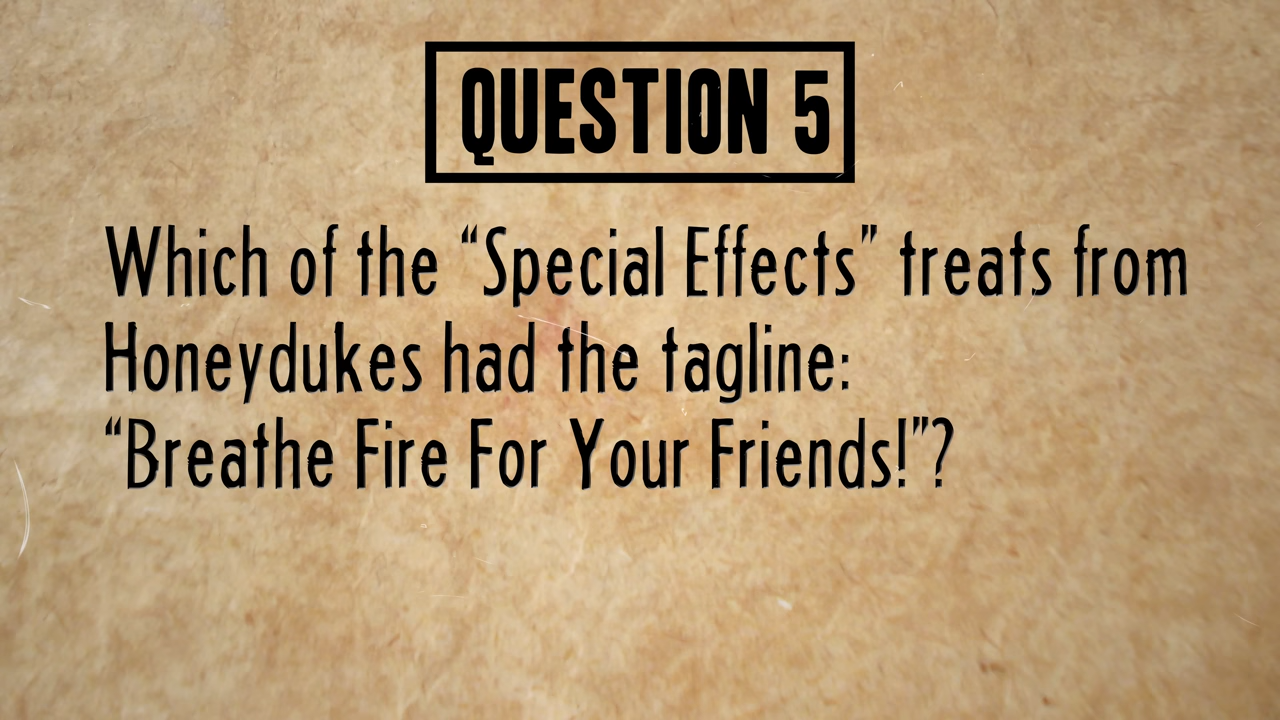 QUESTION 5
Which of the “Special Effects” treats from
Honeydukes had the tagline:
“Breathe Fire For Your Friends!”?